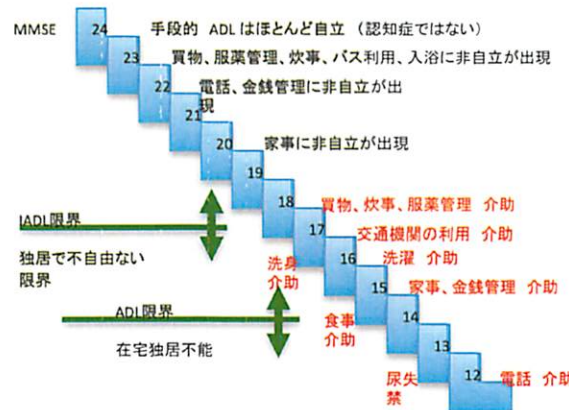 MMSE
24
手段的 ADL はほとんど自立 (認知症ではない)
23
買物、服薬管理、炊事、バス利用、入浴に非自立が出現
22
電話、金銭管理に非自立が出
現
21
20
家事に非自立が出現
19
18
買物、炊事、服薬管理 介助
IADL限界
17
交通機関の利用 介助
独居で不自由ない
限界
洗身
介助
16
洗濯 介助
15
家事、金銭管理 介助
ADL限界
食事
介助
14
在宅独居不能
13
尿失
禁
12
電話 介助